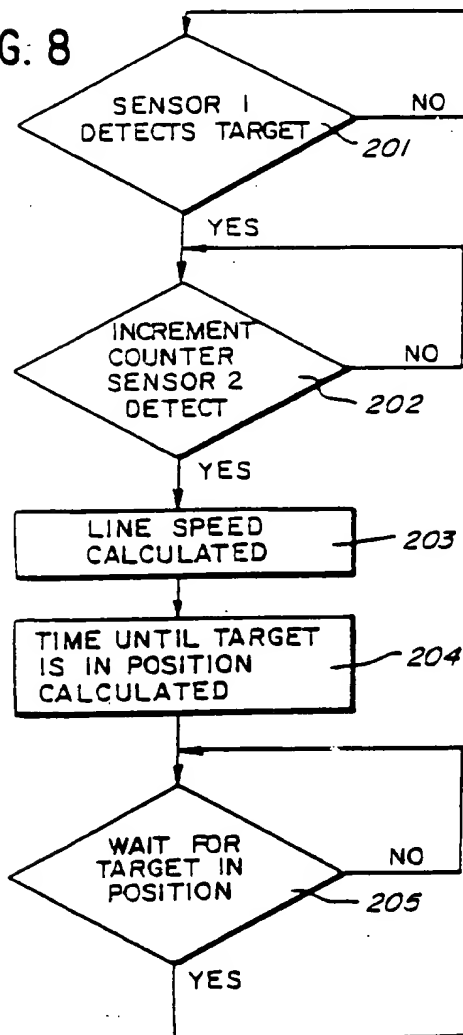 G. 8
SENSOR 1
DETECTS TARGET
NO
201
YES
INCREMENT
COUNTER
SENSOR 2
DETECT
NO
202
YES
LINE SPEED
CALCULATED
203
TIME UNTIL TARGET
IS IN POSITION
CALCULATED
204
WAIT FOR
TARGET IN
POSITION
NO
205
YES